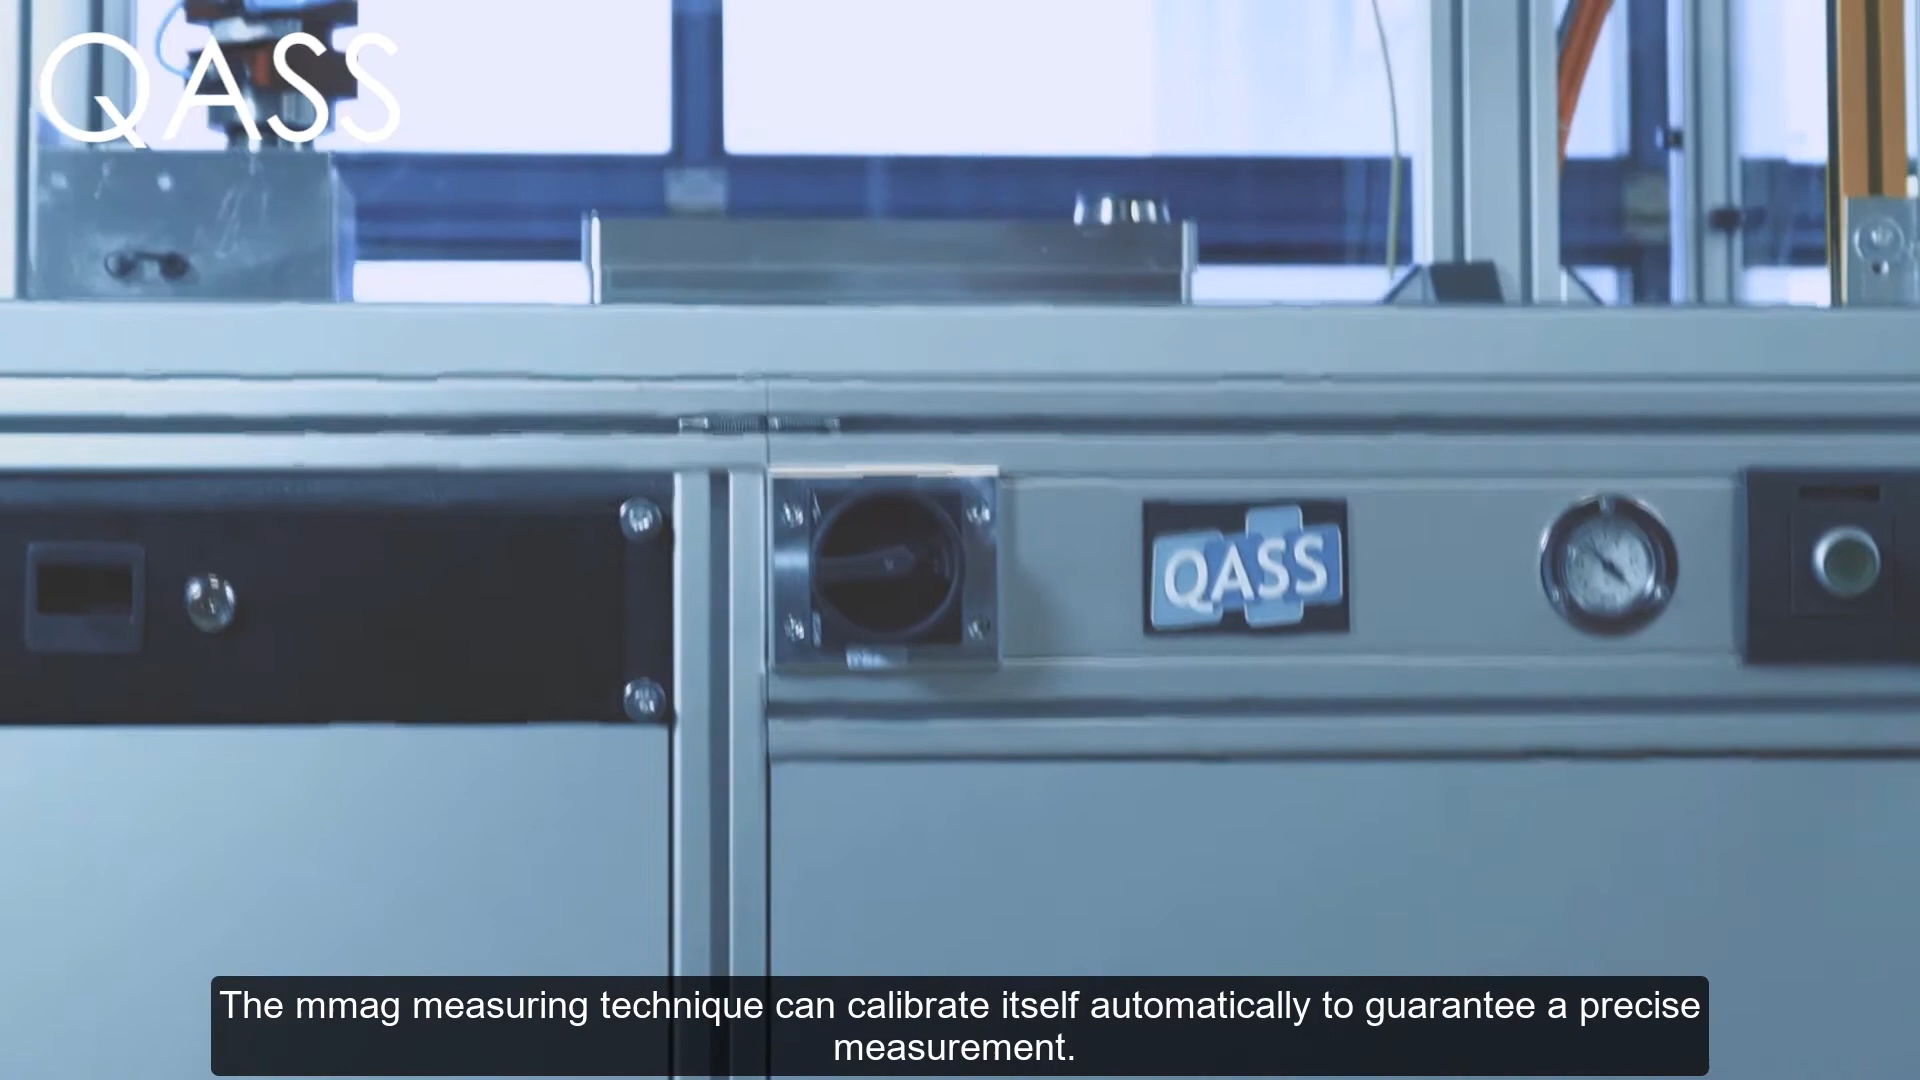 QASS
QASS
The mmag measuring technique can calibrate itself automatically to guarantee a precise
measurement.